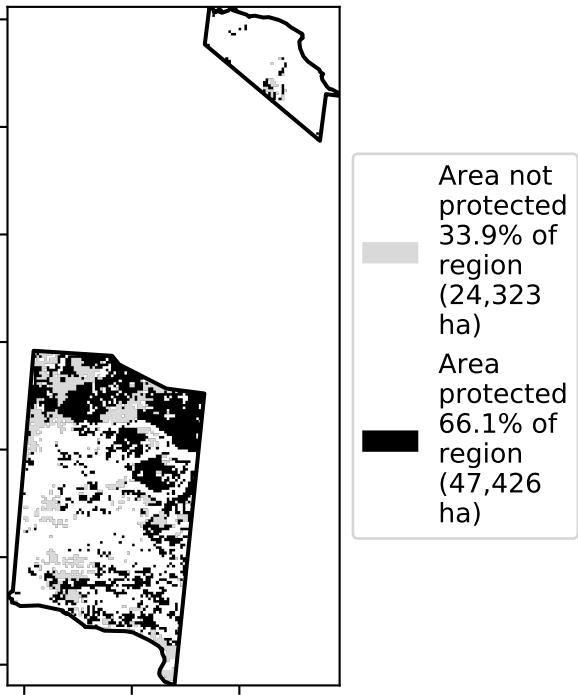 Area not
protected
33.9% of
region
(24,323
ha)
Area
protected
66.1% of
region
(47,426
ha)